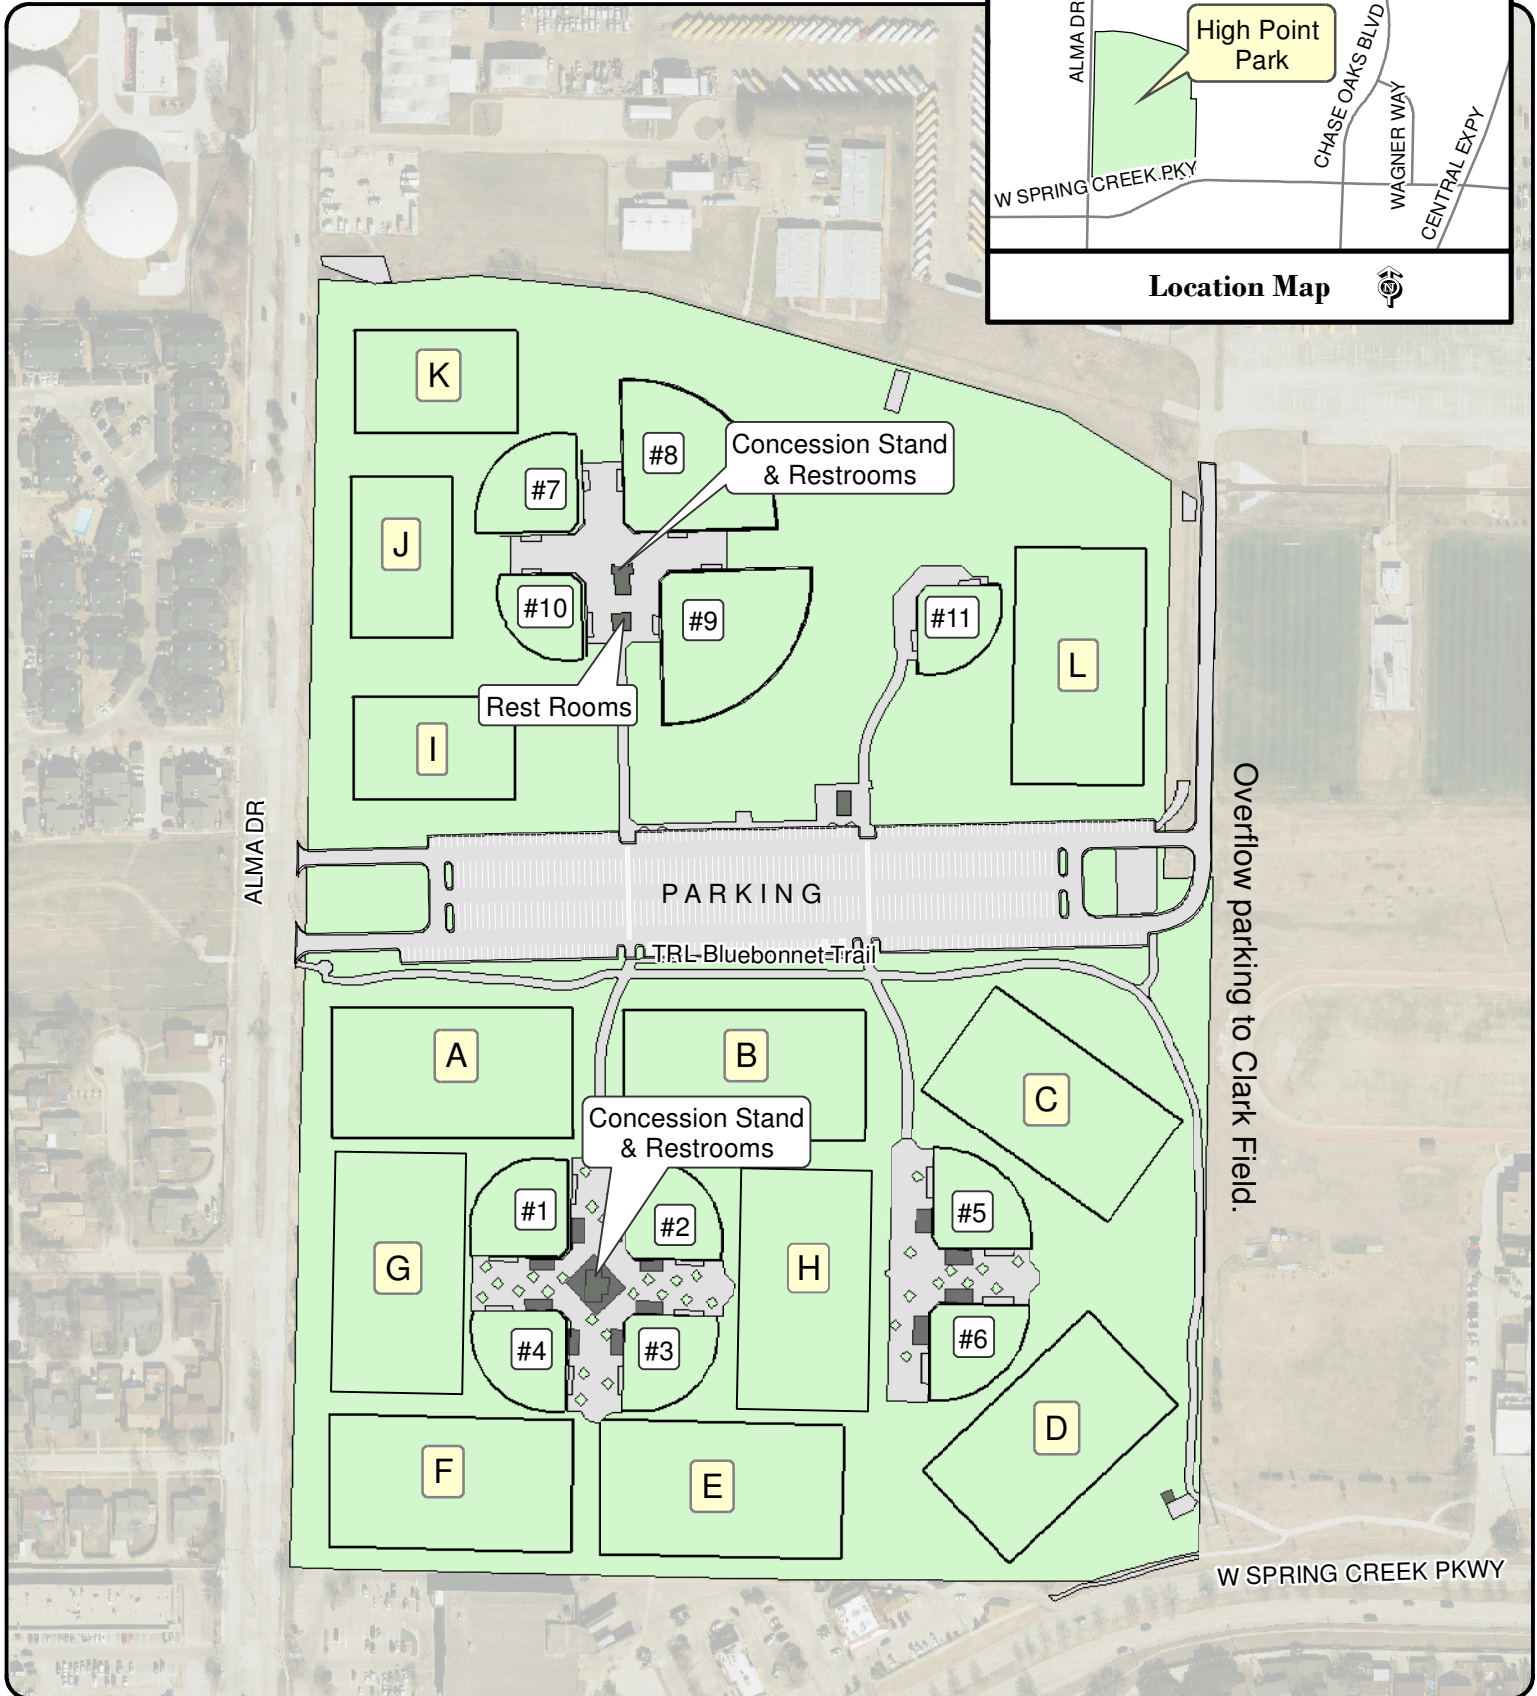 ALMA DR
High Point
Park
CHASE OAKS BLVD
WAGNER WAY
CENTRAL EXPY
W SPRING CREEK PKY
Location Map
N
K
#8
Concession Stand
& Restrooms
#7
J
#10
#9
#11
L
Rest Rooms
I
ALMA DR
PARKING
Overflow parking to Clark Field.
TRL Bluebonnet Trail
A
B
C
Concession Stand
& Restrooms
#1
#2
#5
G
H
#4
#3
#6
D
F
E
W SPRING CREEK PKWY